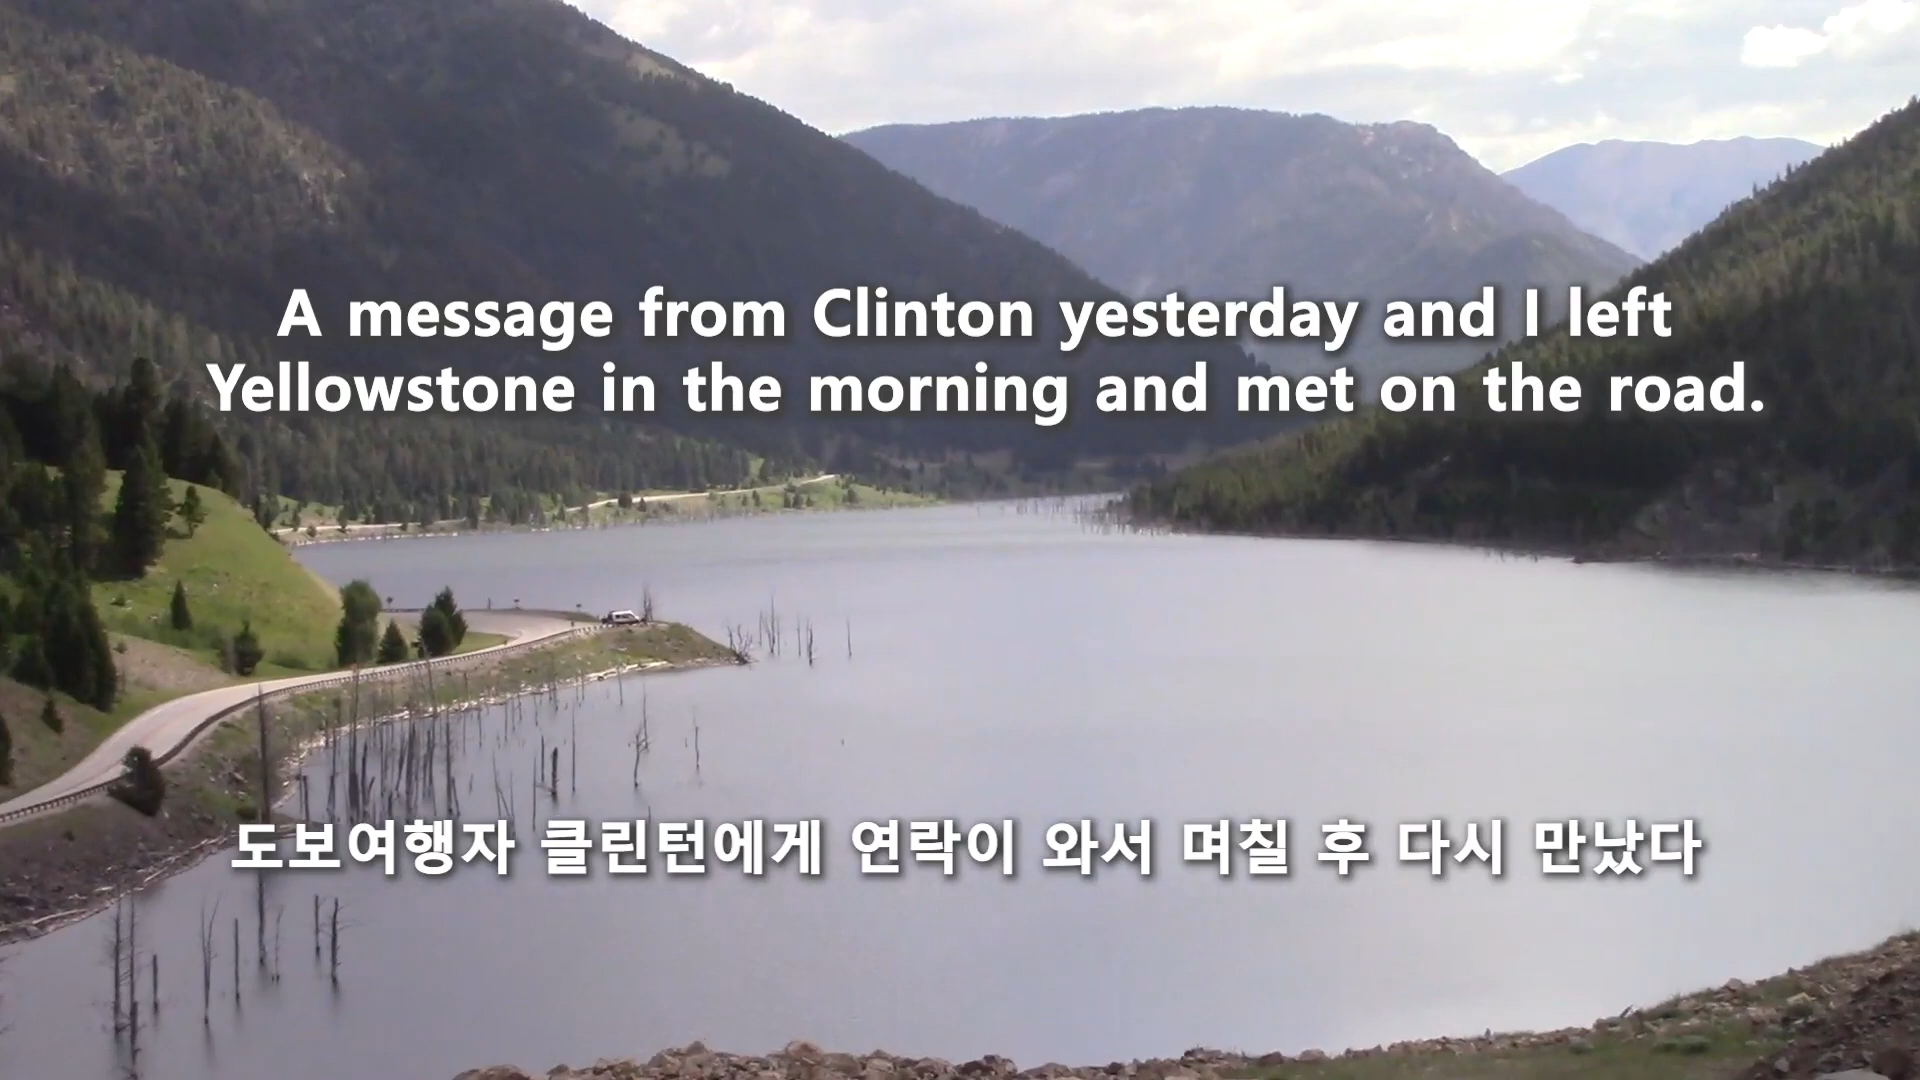 A message from Clinton yesterday and I left
Yellowstone in the morning and met on the road.
도보여행자 클린턴에게 연락이 와서 며칠 후 다시 만났다